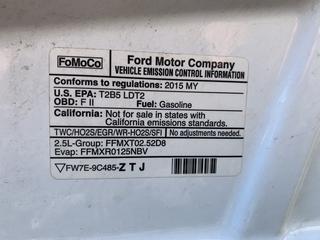 FoMoCo
Ford Motor Company
VEHICLE EMISSION CONTROL INFORMATION
Conforms to regulations: 2015 MY
U.S. EPA: T2B5 LDT2
OBD: F II Fuel: Gasoline
California: Not for sale in states with
California emissions standards.
TWC/HO2S/EGR/WR-HO2S/SFI No adjustments needed.
2.5L-Group: FFMXT02.52D8
Evap: FFMXR0125NBV
FW7E-9C485-Z T J